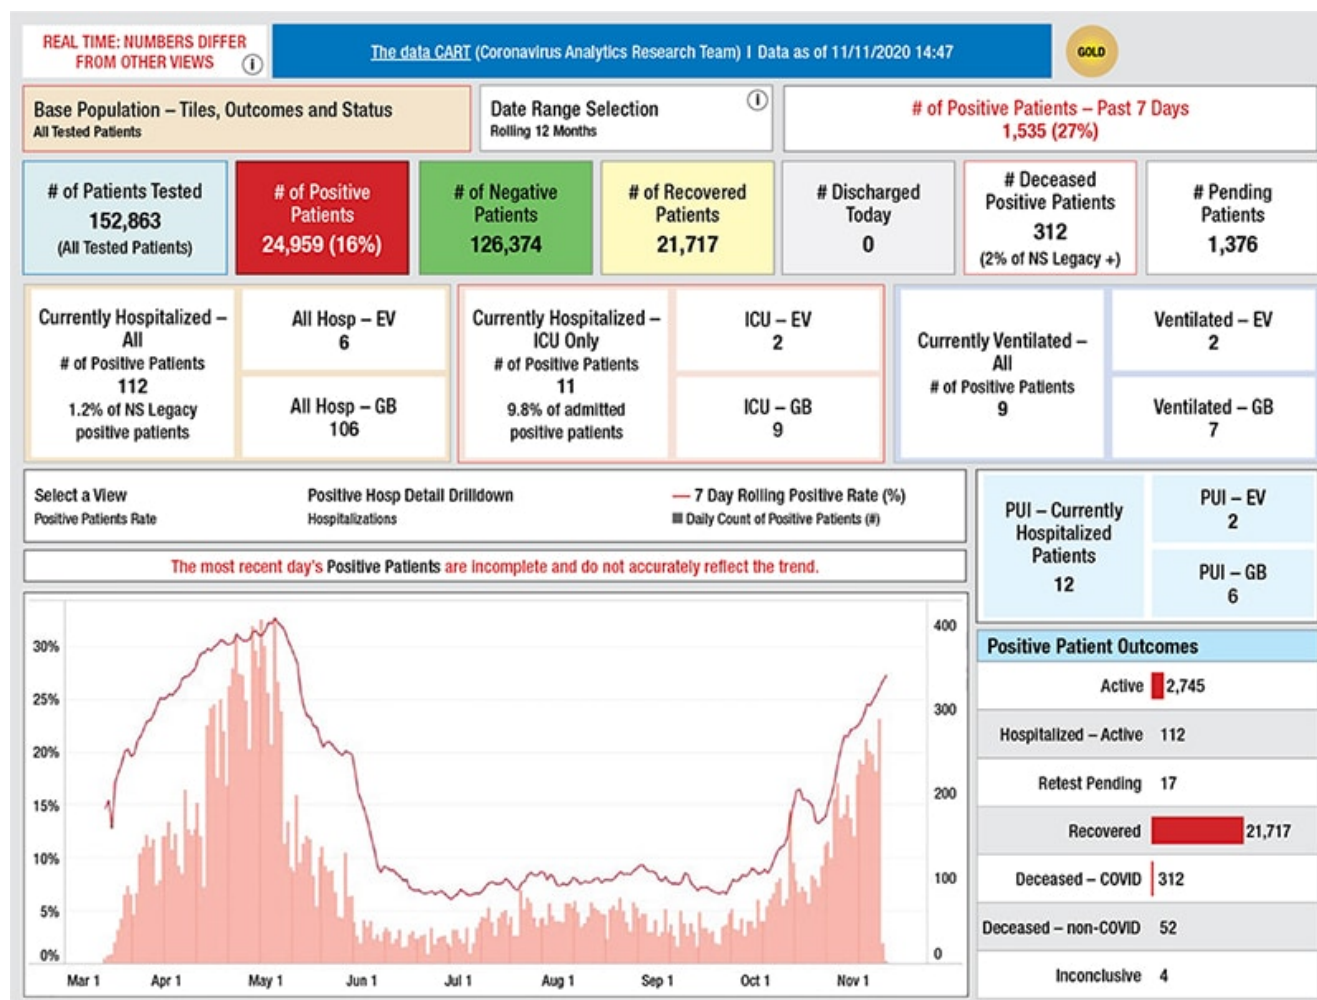 REAL TIME: NUMBERS DIFFER
FROM OTHER VIEWS i
The data CART (Coronavirus Analytics Research Team) I Data as of 11/11/2020 14:47
GOLD
Base Population – Tiles, Outcomes and Status
All Tested Patients
Date Range Selection i
Rolling 12 Months
# of Positive Patients – Past 7 Days
1,535 (27%)
# of Patients Tested
152,863
(All Tested Patients)
# of Positive
Patients
24,959 (16%)
# of Negative
Patients
126,374
# of Recovered
Patients
21,717
# Discharged
Today
0
# Deceased
Positive Patients
312
(2% of NS Legacy +)
# Pending
Patients
1,376
Currently Hospitalized –
All
# of Positive Patients
112
1.2% of NS Legacy
positive patients
All Hosp – EV
6
All Hosp – GB
106
Currently Hospitalized –
ICU Only
# of Positive Patients
11
9.8% of admitted
positive patients
ICU – EV
2
ICU – GB
9
Currently Ventilated –
All
# of Positive Patients
9
Ventilated – EV
2
Ventilated – GB
7
Select a View
Positive Patients Rate
Positive Hosp Detail Drilldown
Hospitalizations
7 Day Rolling Positive Rate (%)
Daily Count of Positive Patients (#)
The most recent day's Positive Patients are incomplete and do not accurately reflect the trend.
30%
25%
20%
15%
10%
5%
0%
400
300
200
100
0
Mar 1 Apr 1 May 1 Jun 1 Jul 1 Aug 1 Sep 1 Oct 1 Nov 1
PUI – Currently
Hospitalized
Patients
12
PUI – EV
2
PUI – GB
6
Positive Patient Outcomes
Active 2,745
Hospitalized – Active 112
Retest Pending 17
Recovered 21,717
Deceased – COVID 312
Deceased – non-COVID 52
Inconclusive 4